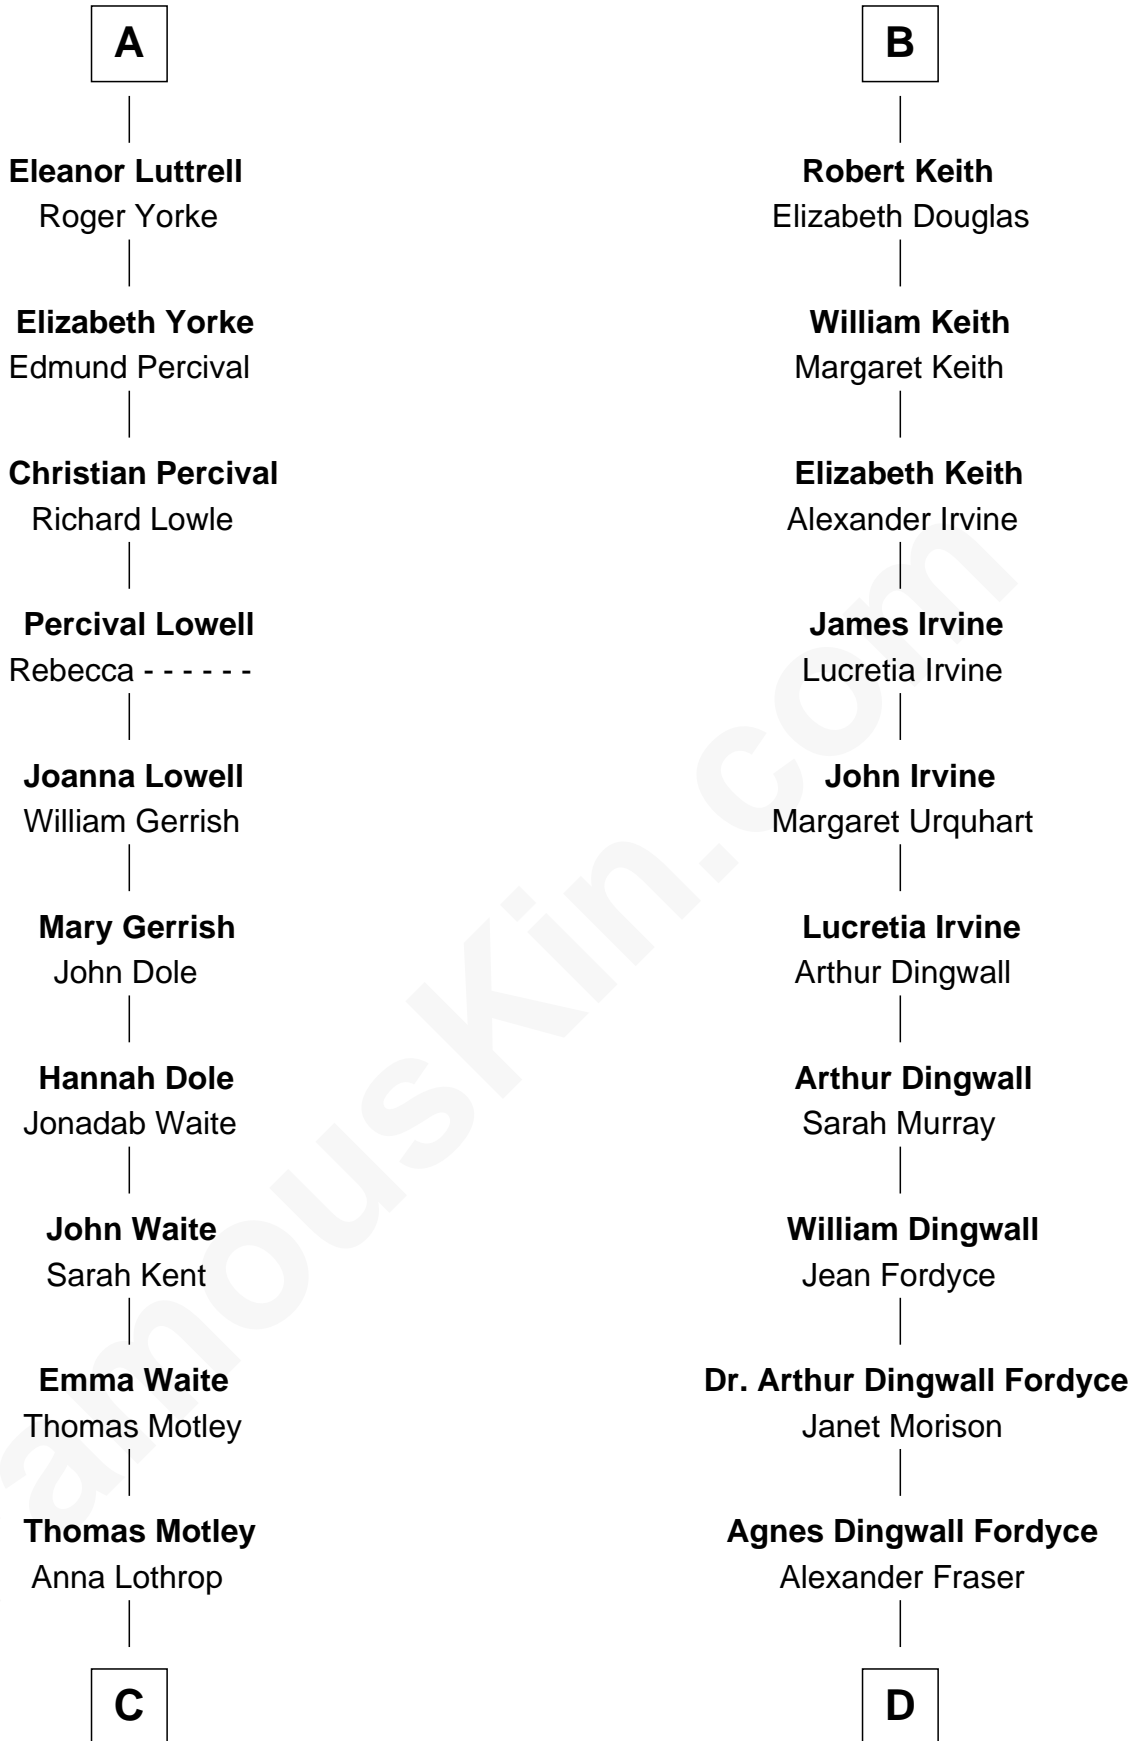 A
Eleanor Luttrell
Roger Yorke
Elizabeth Yorke
Edmund Percival
Christian Percival
Richard Lowle
Percival Lowell
Rebecca - - - - - -
Joanna Lowell
William Gerrish
Mary Gerrish
John Dole
Hannah Dole
Jonadab Waite
John Waite
Sarah Kent
Emma Waite
Thomas Motley
Thomas Motley
Anna Lothrop
C
B
Robert Keith
Elizabeth Douglas
William Keith
Margaret Keith
Elizabeth Keith
Alexander Irvine
James Irvine
Lucretia Irvine
John Irvine
Margaret Urquhart
Lucretia Irvine
Arthur Dingwall
Arthur Dingwall
Sarah Murray
William Dingwall
Jean Fordyce
Dr. Arthur Dingwall Fordyce
Janet Morison
Agnes Dingwall Fordyce
Alexander Fraser
D
amousKin.com